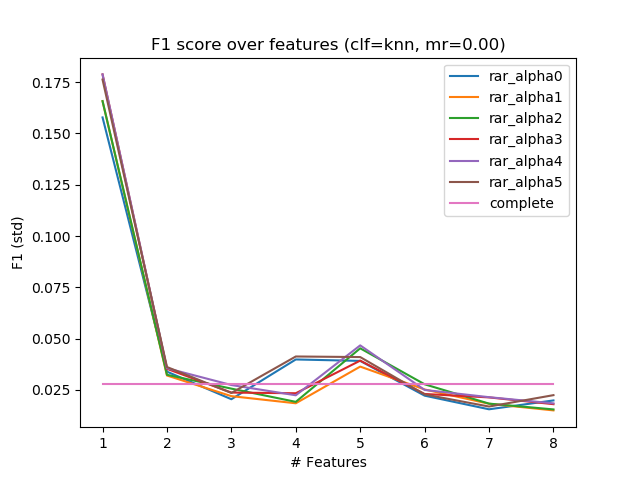 F1 score over features (clf=knn, mr=0.00)
F1 (std)
0.175
0.150
0.125
0.100
0.075
0.050
0.025
rar_alpha0
rar_alpha1
rar_alpha2
rar_alpha3
rar_alpha4
rar_alpha5
complete
1 2 3 4 5 6 7 8
# Features